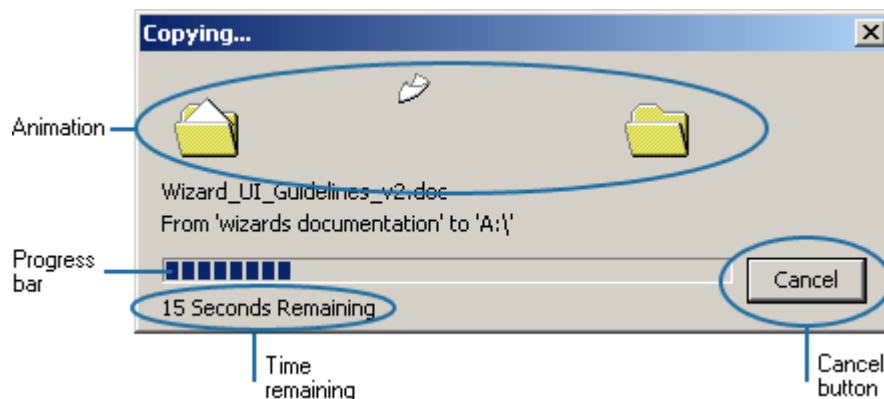 Copying...
Animation
Wizard_UI_Guidelines_v2.doc
From 'wizards documentation' to 'A:\'
Progress
bar
Cancel
15 Seconds Remaining
Time
remaining
Cancel
button